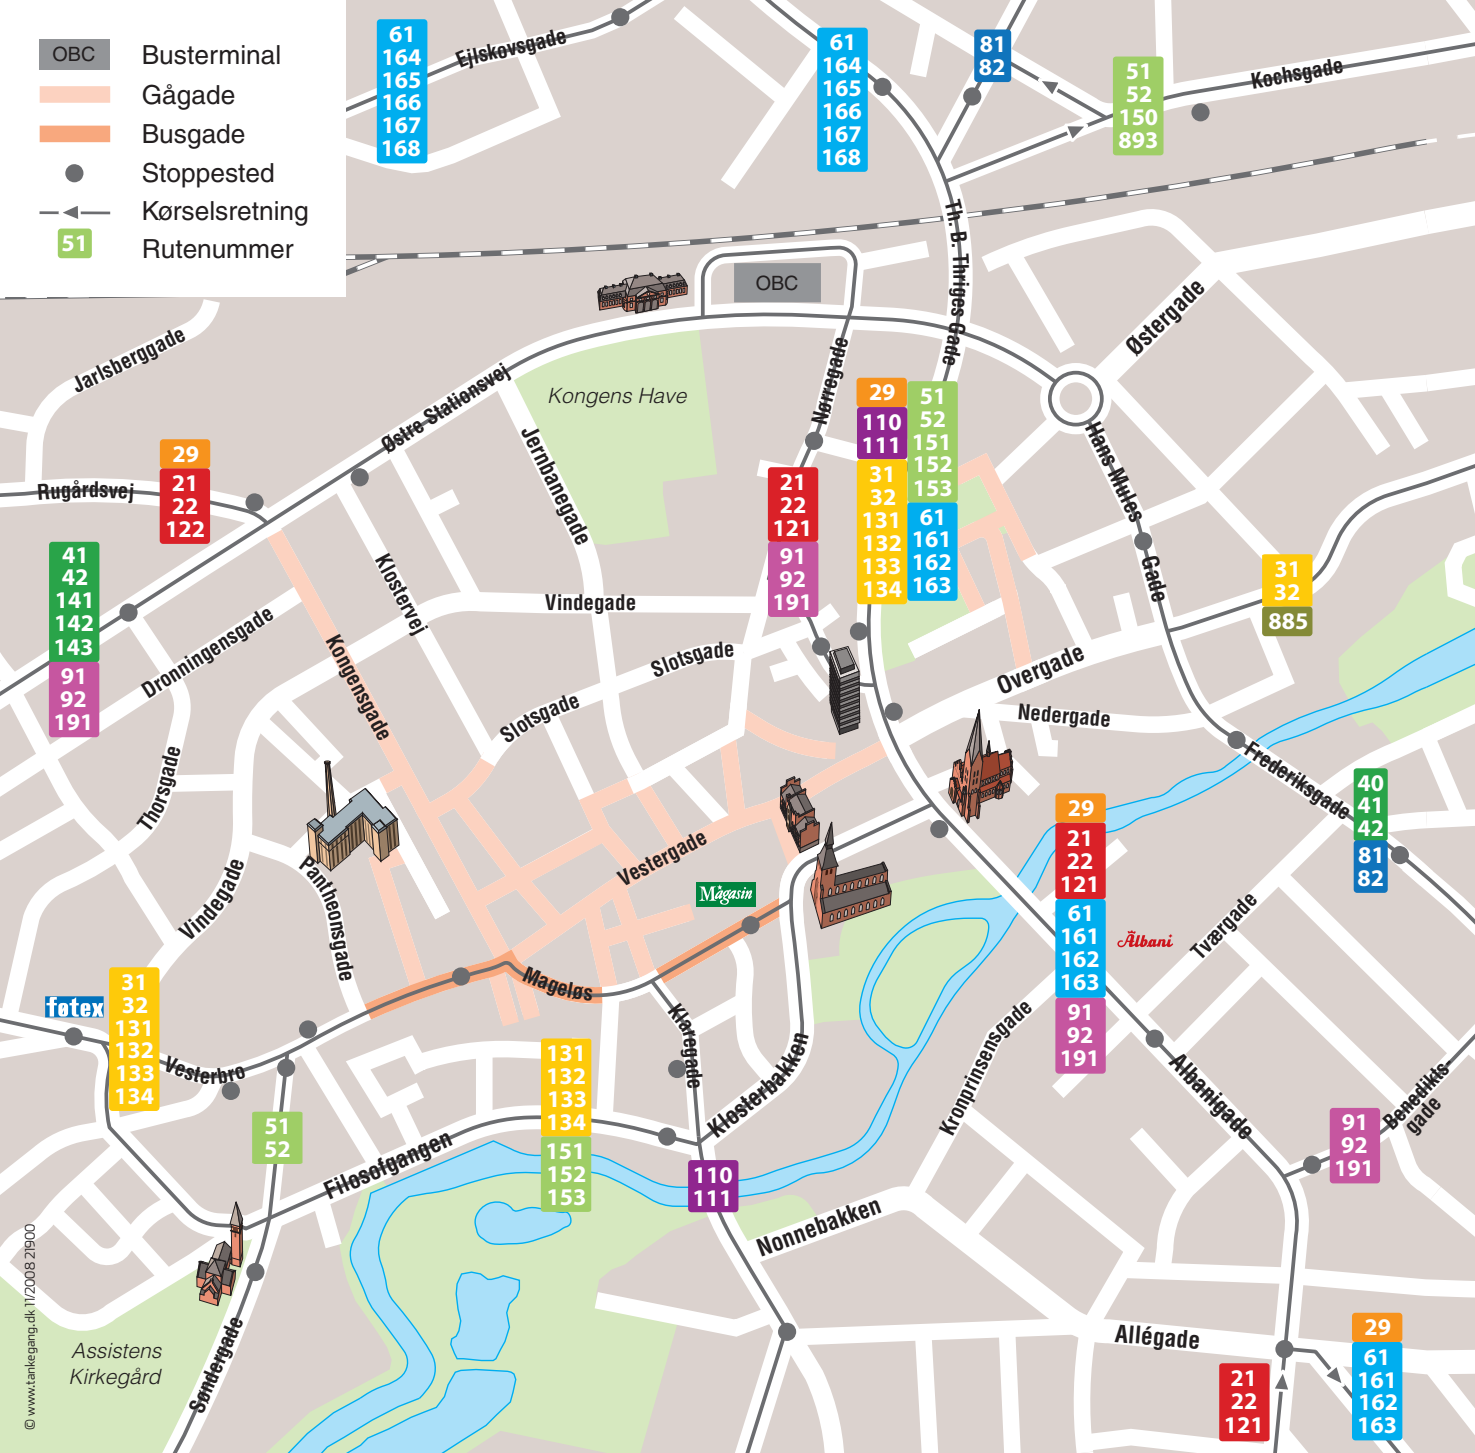 OBC Busterminal
Gågade
Busgade
Stoppested
Kørselsretning
51 Rutenummer
61
164
165
166
167
168
Ejlskovsgade
61
164
165
166
167
168
81
82
51
52
150
893
Kochsgade
Th. B. Thriges Gade
OBC
Østergade
Jarlsberggade
Kongens Have
Østre Stationsvej
Nørregade
29
110
111
31
32
131
132
133
134
51
52
151
152
153
61
161
162
163
Hans Mules Gade
Jernbanegade
29
21
22
122
Rugårdsvej
21
22
121
91
92
191
41
42
141
142
143
91
92
191
31
32
885
Klostervej
Vindegade
Dronningensgade
Kongensgade
Slotsgade
Slotsgade
Overgade
Nedergade
Frederiksgade
40
41
42
81
82
Thorsgade
Vindegade
Pantheonsgade
Vestergade
Magasin
29
21
22
121
61
161
162
163
91
92
191
Albani
Tværgade
føtex
31
32
131
132
133
134
Mageløs
Vesterbro
Klaregade
Klosterbakken
Kronprinsensgade
Albanigade
Benedikts-
gade
91
92
191
51
52
131
132
133
134
151
152
153
110
111
Filosofgangen
Nonnebakken
Assistens
Kirkegård
Søndergade
Allégade
29
61
161
162
163
21
22
121
© www.tankegang.dk 11/2008 21900